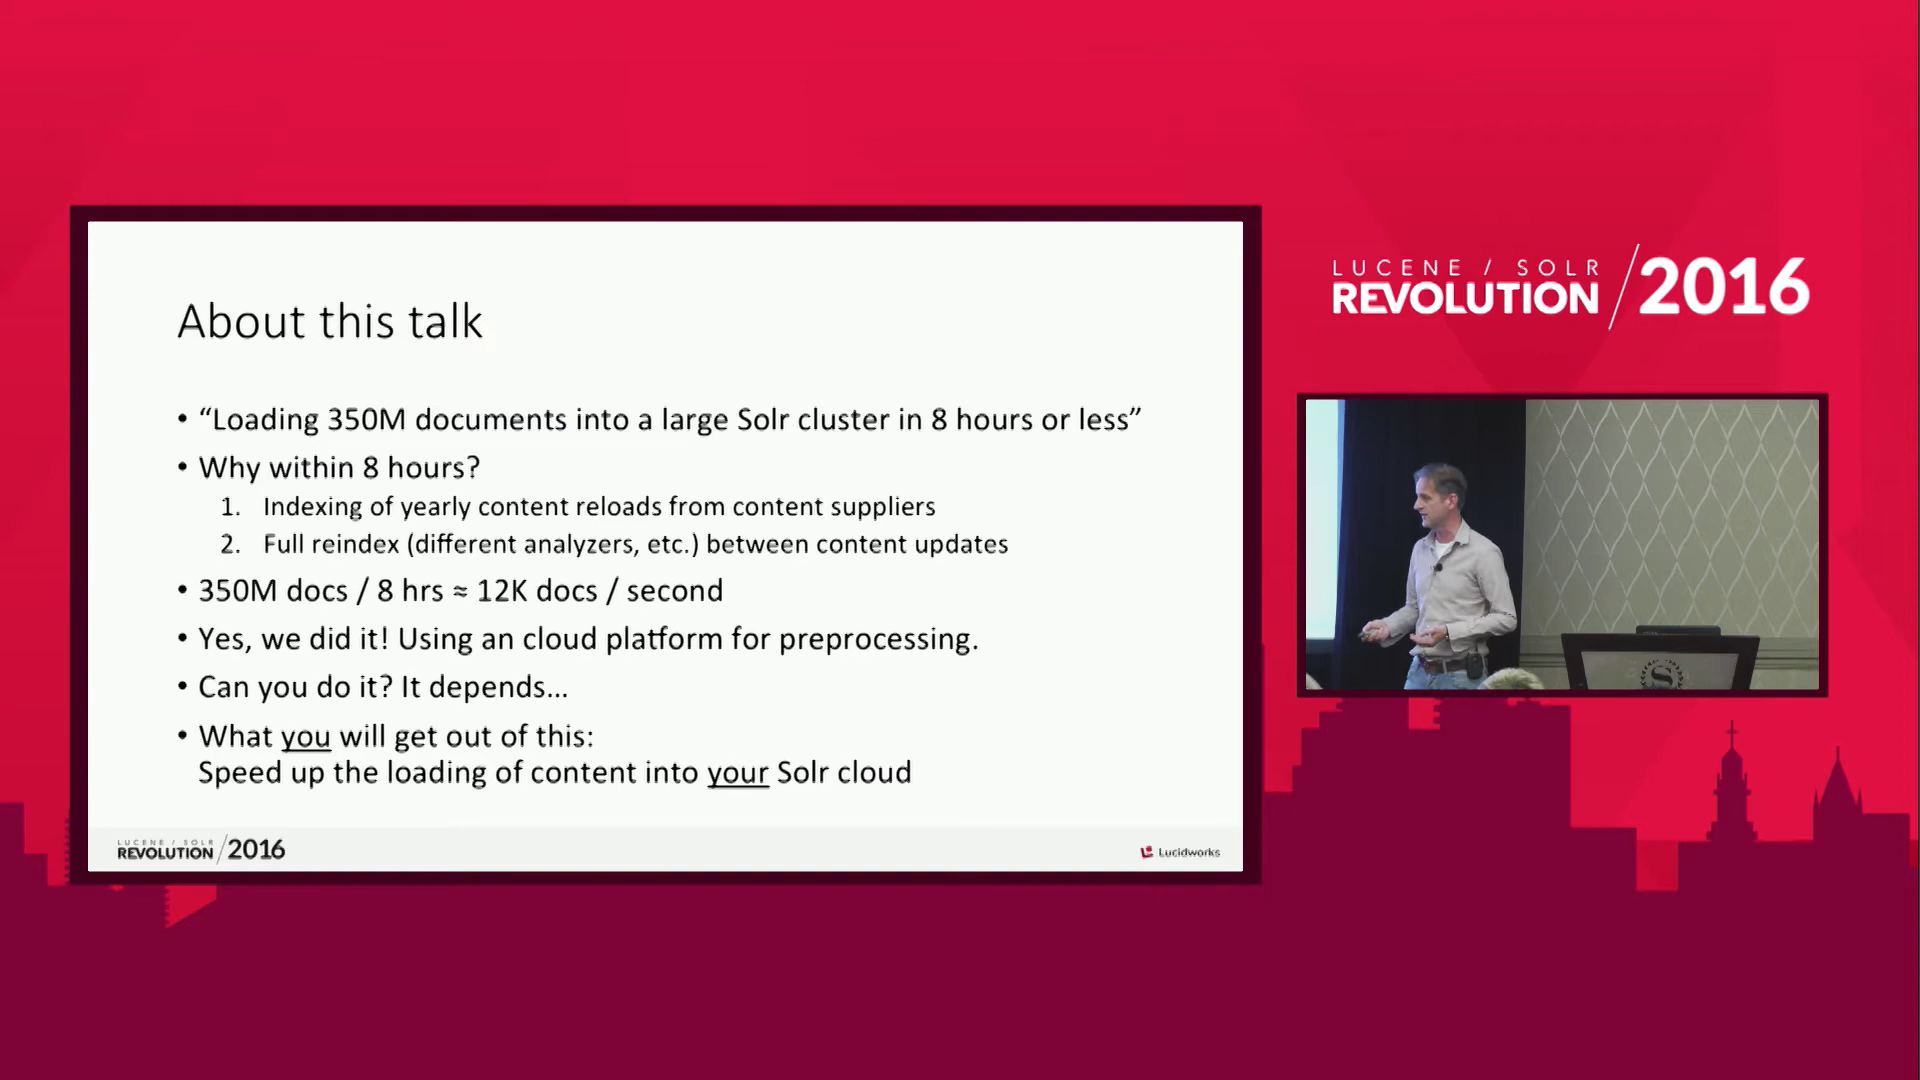 About this talk
• “Loading 350M documents into a large Solr cluster in 8 hours or less”
• Why within 8 hours?
1. Indexing of yearly content reloads from content suppliers
2. Full reindex (different analyzers, etc.) between content updates
• 350M docs / 8 hrs ≈ 12K docs / second
• Yes, we did it! Using an cloud platform for preprocessing.
• Can you do it? It depends...
• What you will get out of this:
Speed up the loading of content into your Solr cloud
LUCENE / SOLR
REVOLUTION / 2016
Lucidworks
LUCENE / SOLR
REVOLUTION / 2016
S